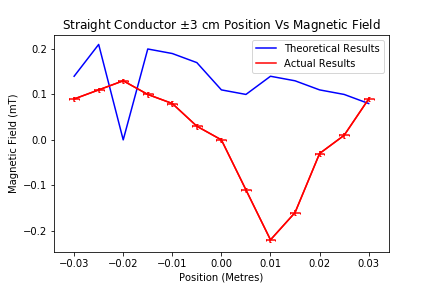 Straight Conductor ±3 cm Position Vs Magnetic Field
Theoretical Results
Actual Results
Magnetic Field (mT)
0.2
0.1
0.0
−0.1
−0.2
−0.03 −0.02 −0.01 0.00 0.01 0.02 0.03
Position (Metres)